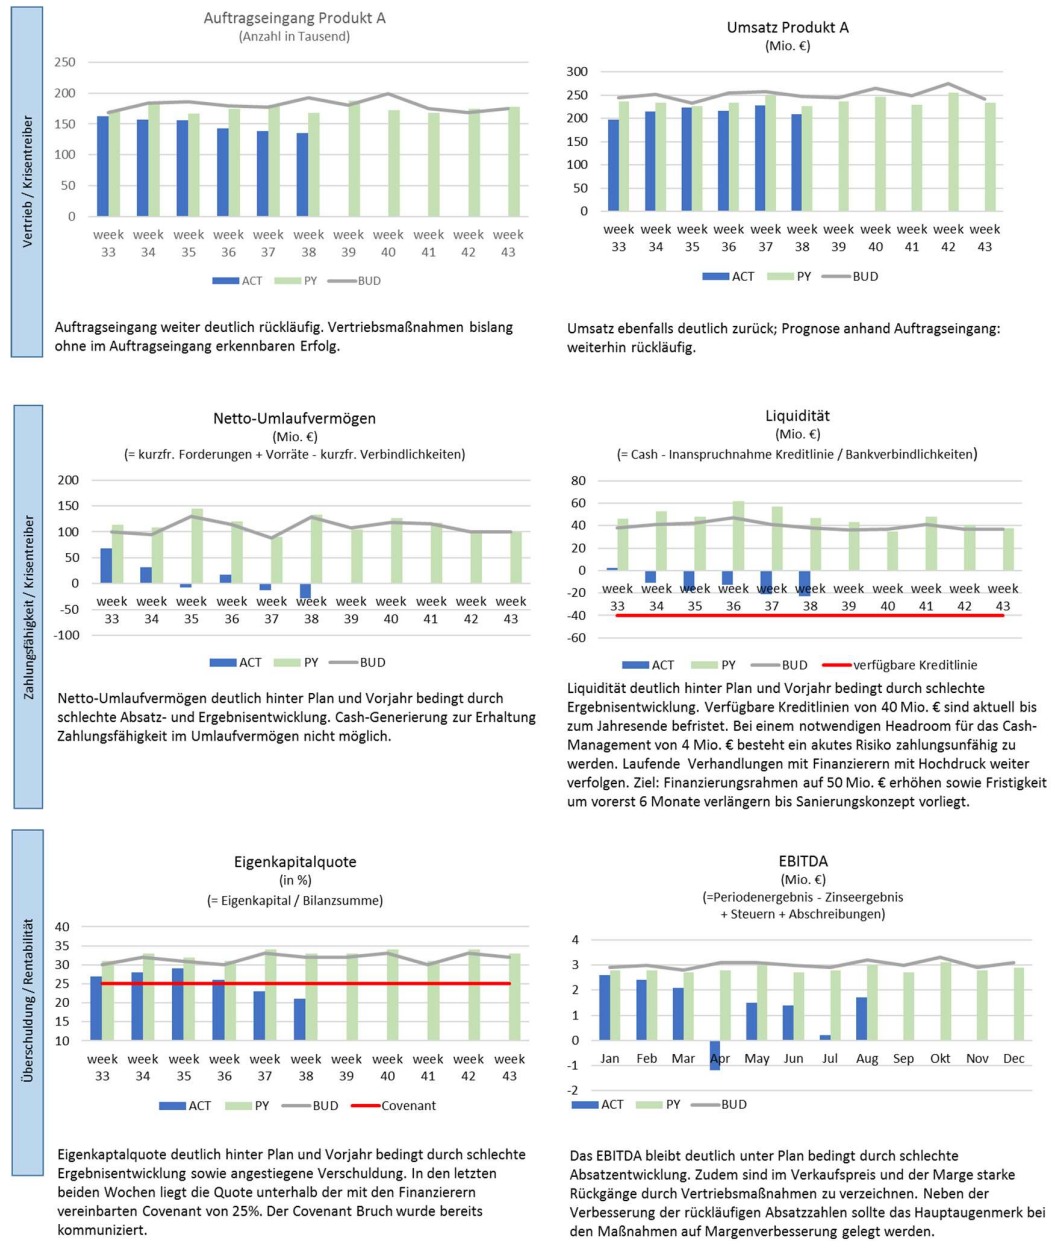 Vertrieb / Krisentreiber
Auftragseingang Produkt A
(Anzahl in Tausend)
250
200
150
100
50
0
week week week week week week week week week week week
33 34 35 36 37 38 39 40 41 42 43
ACT PY BUD
Auftragseingang weiter deutlich rückläufig. Vertriebsmaßnahmen bislang
ohne im Auftragseingang erkennbaren Erfolg.
Umsatz Produkt A
(Mio. €)
300
250
200
150
100
50
0
week week week week week week week week week week week
33 34 35 36 37 38 39 40 41 42 43
ACT PY BUD
Umsatz ebenfalls deutlich zurück; Prognose anhand Auftragseingang:
weiterhin rückläufig.
Zahlungsfähigkeit / Krisentreiber
Netto-Umlaufvermögen
(Mio. €)
(= kurzfr. Forderungen + Vorräte - kurzfr. Verbindlichkeiten)
200
150
100
50
0
-50
-100
week week week week week week week week week week week
33 34 35 36 37 38 39 40 41 42 43
ACT PY BUD
Netto-Umlaufvermögen deutlich hinter Plan und Vorjahr bedingt durch
schlechte Absatz- und Ergebnisentwicklung. Cash-Generierung zur Erhaltung
Zahlungsfähigkeit im Umlaufvermögen nicht möglich.
Liquidität
(Mio. €)
(= Cash - Inanspruchnahme Kreditlinie / Bankverbindlichkeiten)
80
60
40
20
0
-20
-40
-60
week week week week week week week week week week week
33 34 35 36 37 38 39 40 41 42 43
ACT PY BUD verfügbare Kreditlinie
Liquidität deutlich hinter Plan und Vorjahr bedingt durch schlechte
Ergebnisentwicklung. Verfügbare Kreditlinien von 40 Mio. € sind aktuell bis
zum Jahresende befristet. Bei einem notwendigen Headroom für das Cash-
Management von 4 Mio. € besteht ein akutes Risiko zahlungsunfähig zu
werden. Laufende Verhandlungen mit Finanzierern mit Hochdruck weiter
verfolgen. Ziel: Finanzierungsrahmen auf 50 Mio. € erhöhen sowie Fristigkeit
um vorerst 6 Monate verlängern bis Sanierungskonzept vorliegt.
Überschuldung / Rentabilität
Eigenkapitalquote
(in %)
(= Eigenkapital / Bilanzsumme)
40
35
30
25
20
15
10
week week week week week week week week week week week
33 34 35 36 37 38 39 40 41 42 43
ACT PY BUD Covenant
Eigenkaptalquote deutlich hinter Plan und Vorjahr bedingt durch schlechte
Ergebnisentwicklung sowie angestiegene Verschuldung. In den letzten
beiden Wochen liegt die Quote unterhalb der mit den Finanzierern
vereinbarten Covenant von 25%. Der Covenant Bruch wurde bereits
kommuniziert.
EBITDA
(Mio. €)
(=Periodenergebnis - Zinseergebnis
+ Steuern + Abschreibungen)
4
3
2
1
0
-1
-2
Jan Feb Mar Apr May Jun Jul Aug Sep Okt Nov Dec
ACT PY BUD
Das EBITDA bleibt deutlich unter Plan bedingt durch schlechte
Absatzentwicklung. Zudem sind im Verkaufspreis und der Marge starke
Rückgänge durch Vertriebsmaßnahmen zu verzeichnen. Neben der
Verbesserung der rückläufigen Absatzzahlen sollte das Hauptaugenmerk bei
den Maßnahmen auf Margenverbesserung gelegt werden.